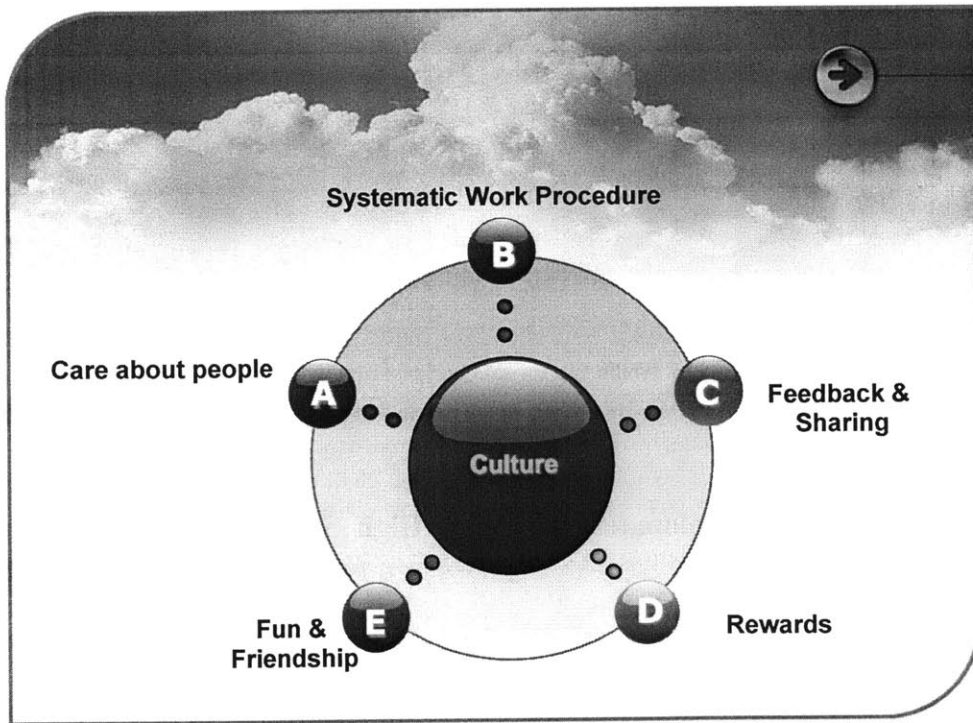 Systematic Work Procedure
B
Care about people
A
C
Feedback &
Sharing
Culture
E
Fun &
Friendship
D
Rewards